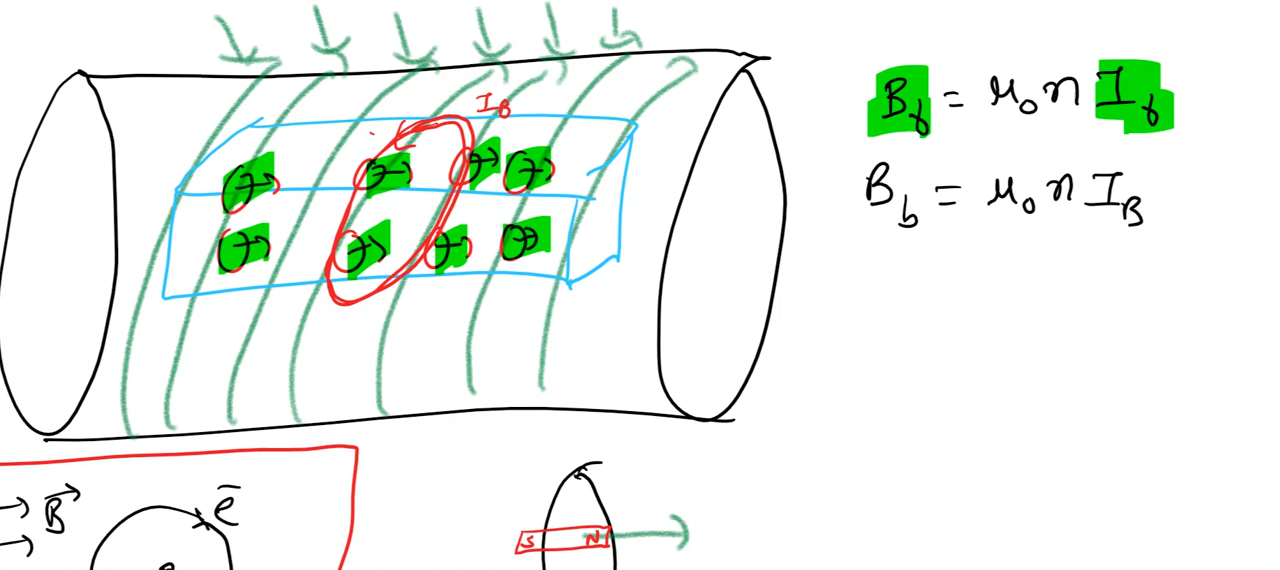 I_B
B_f = μ₀ n I_f
B_b = μ₀ n I_B
B⃗
e⁻
S N